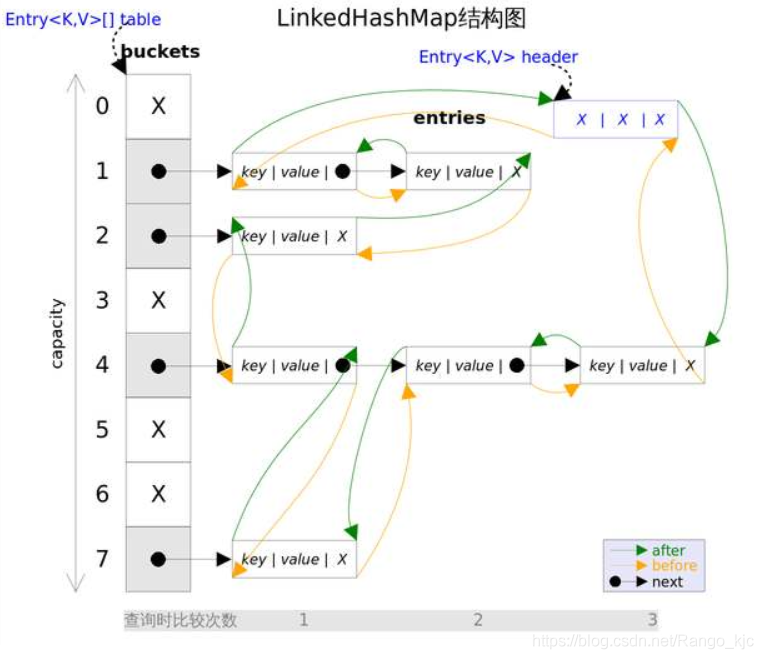 LinkedHashMap结构图
Entry<K,V>[] table
buckets
Entry<K,V> header
entries
0 X
X | X | X
1 key | value | key | value | X
2 key | value | X
3 X
capacity
4 key | value | key | value | key | value | X
5 X
6 X
7 key | value | X
after
before
next
查询时比较次数 1 2 3
https://blog.csdn.net/Rango_kjc